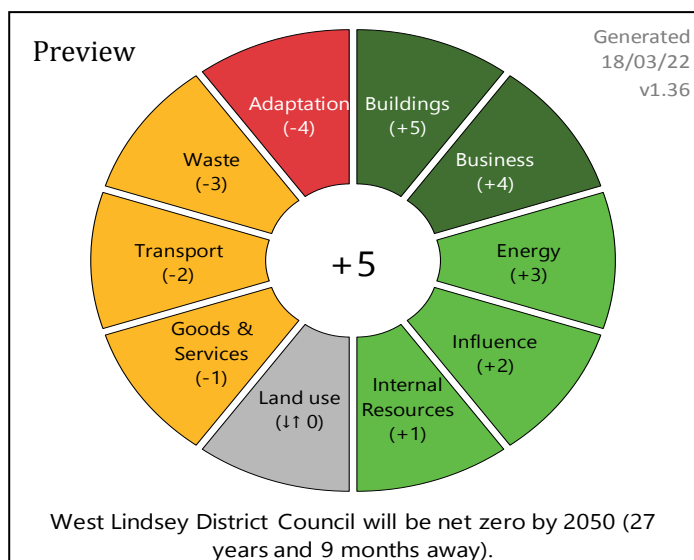 Preview
Generated
18/03/22
v1.36
Adaptation
(-4)
Buildings
(+5)
Waste
(-3)
Business
(+4)
Transport
(-2)
+5
Energy
(+3)
Goods &
Services
(-1)
Influence
(+2)
Land use
(↓↑ 0)
Internal
Resources
(+1)
West Lindsey District Council will be net zero by 2050 (27
years and 9 months away).